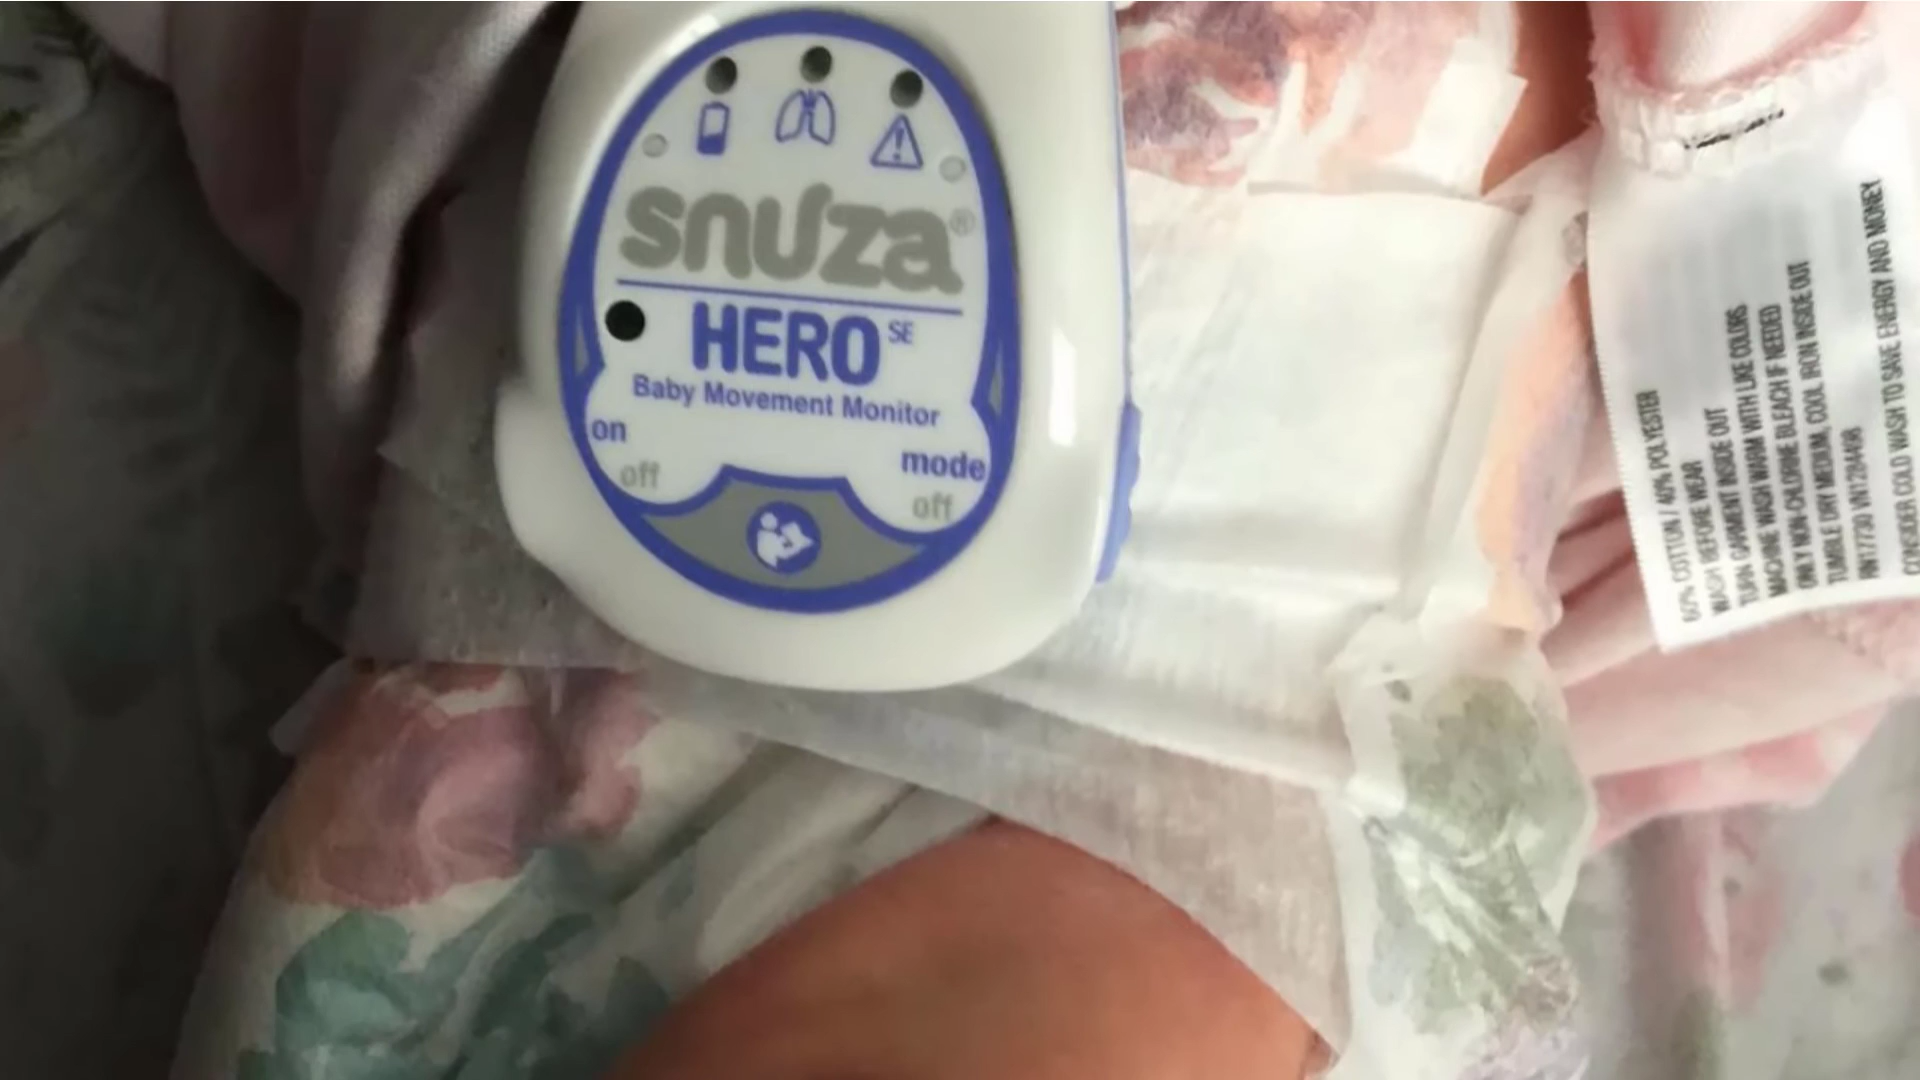 snuza®
HERO SE
Baby Movement Monitor
on
off
mode
off
60% COTTON / 40% POLYESTER
WASH BEFORE WEAR
TURN GARMENT INSIDE OUT
MACHINE WASH WARM WITH LIKE COLORS
ONLY NON-CHLORINE BLEACH IF NEEDED
TUMBLE DRY MEDIUM, COOL IRON INSIDE OUT
CONSIDER COLD WASH TO SAVE ENERGY AND MONEY